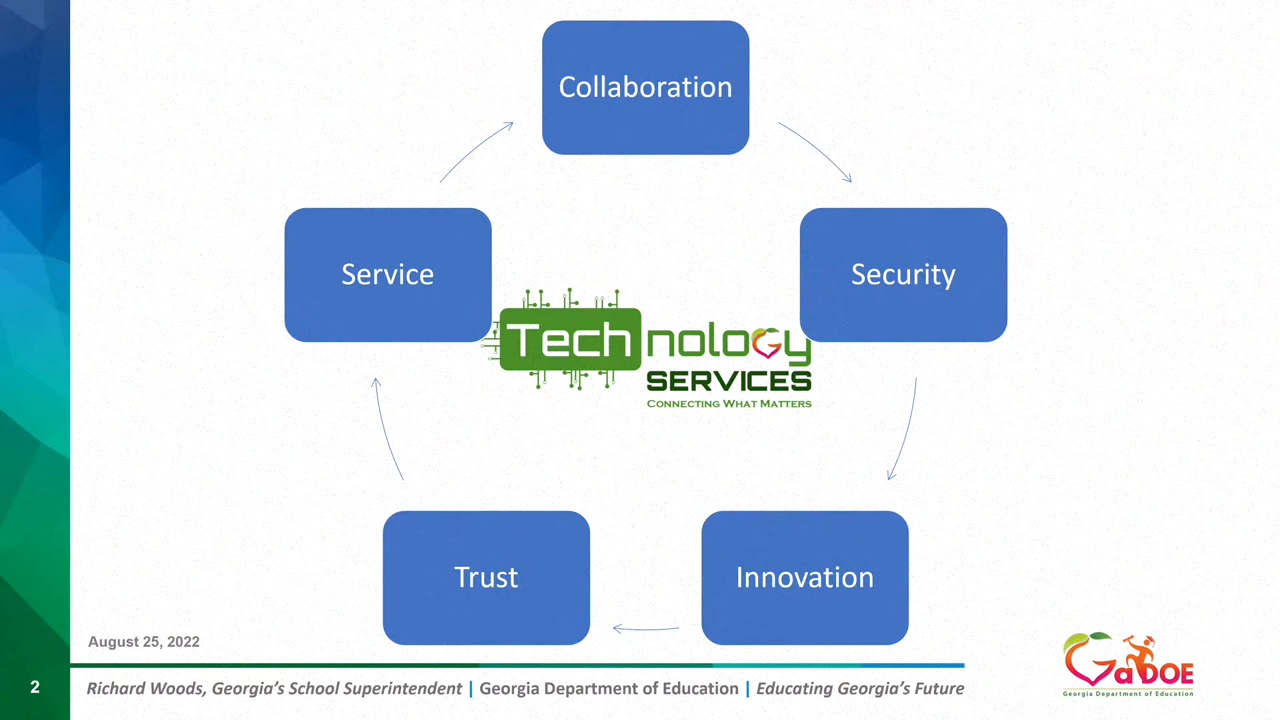 Collaboration
Service
Security
Technology
SERVICES
CONNECTING WHAT MATTERS
Trust
Innovation
August 25, 2022
2
Richard Woods, Georgia's School Superintendent | Georgia Department of Education | Educating Georgia's Future
GaDOE
Georgia Department of Education